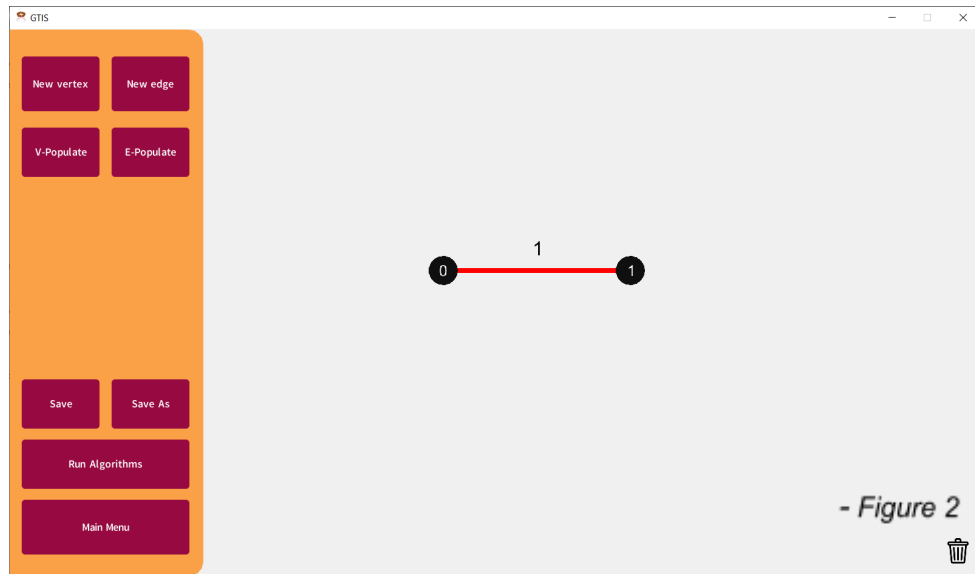 GTIS
New vertex New edge
V-Populate E-Populate
1
0 1
Save Save As
Run Algorithms
- Figure 2
Main Menu